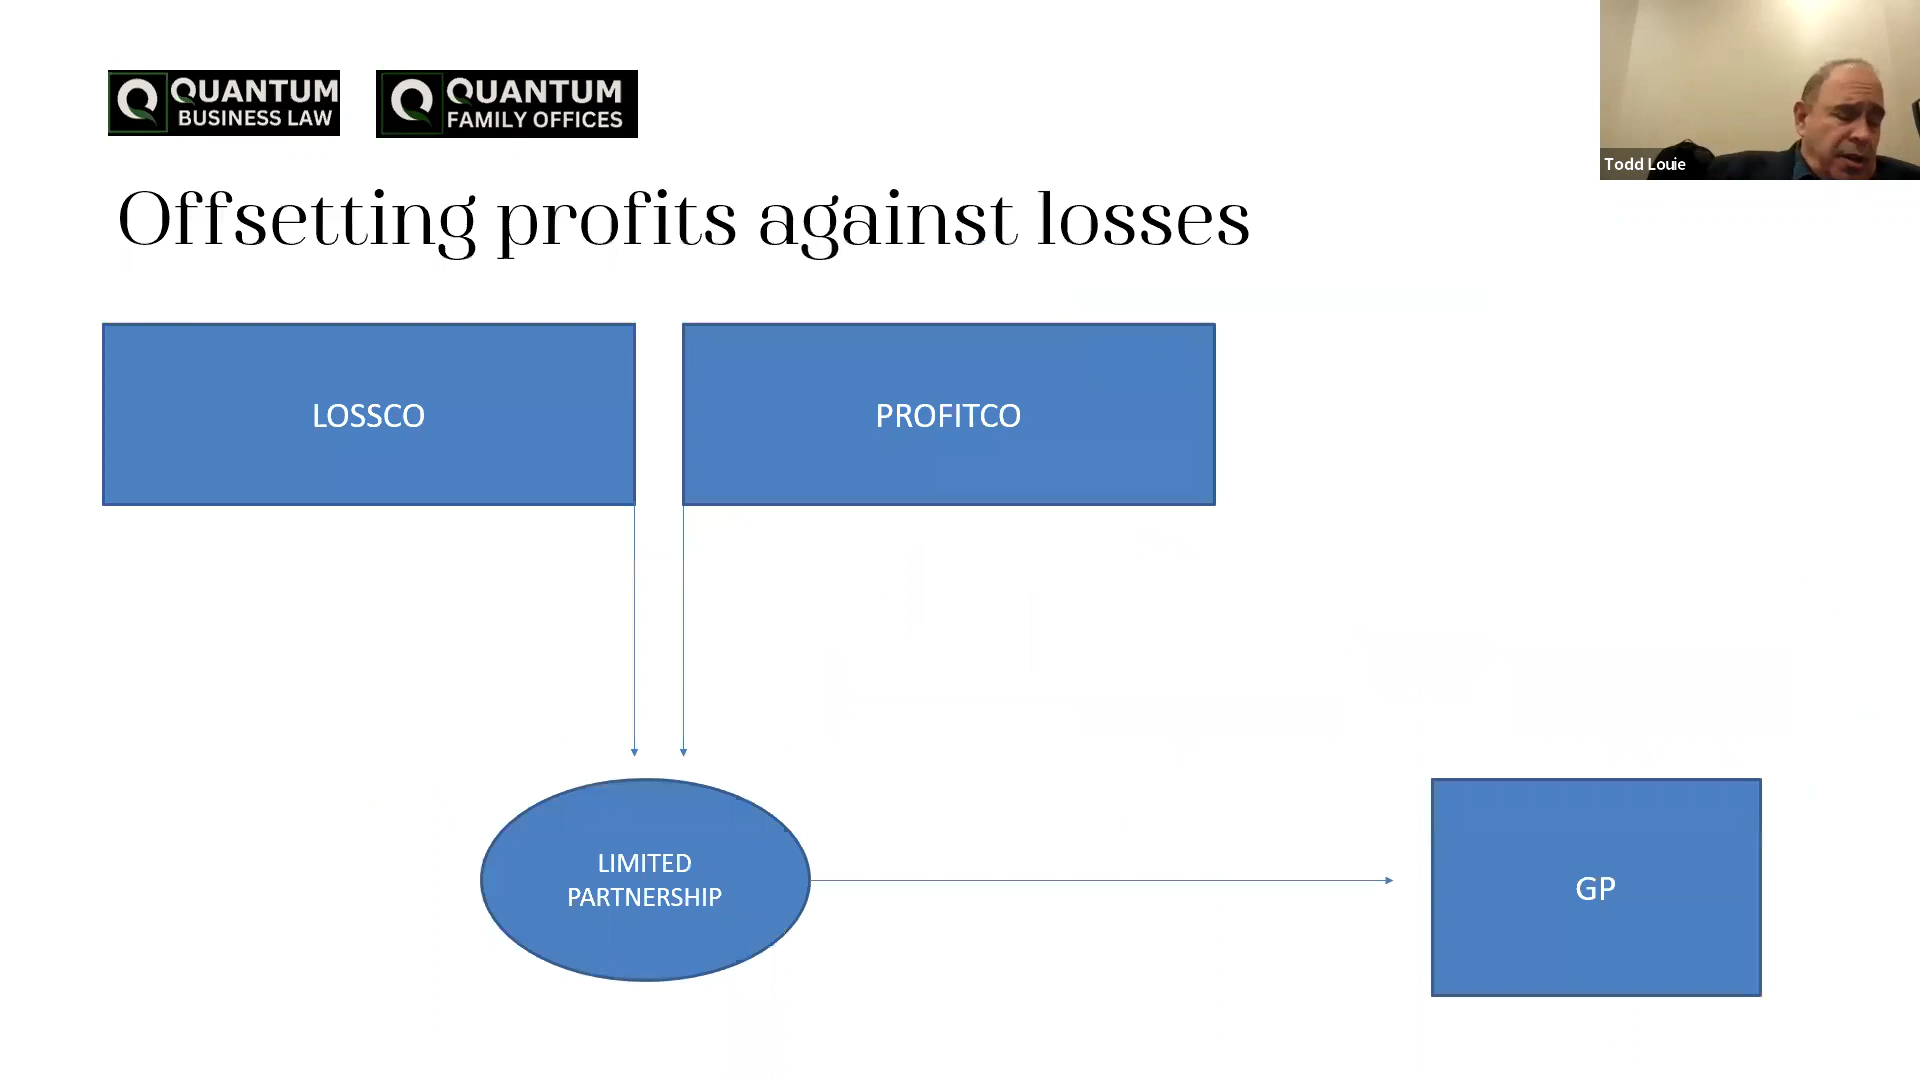 QUANTUM
BUSINESS LAW
QUANTUM
FAMILY OFFICES
Todd Louie
Offsetting profits against losses
LOSSCO
PROFITCO
LIMITED
PARTNERSHIP
GP